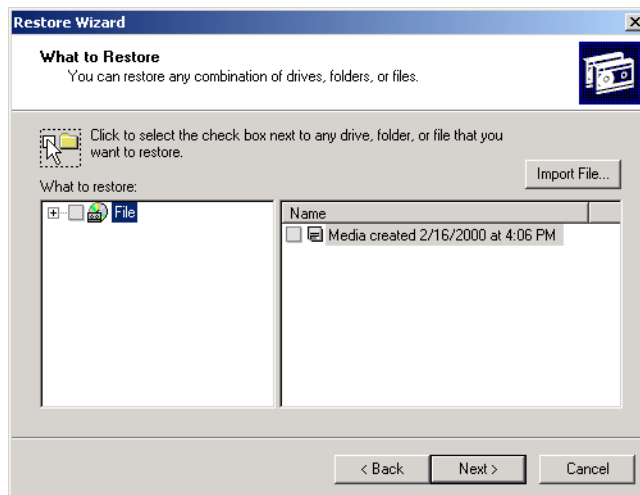 Restore Wizard
What to Restore
You can restore any combination of drives, folders, or files.
Click to select the check box next to any drive, folder, or file that you
want to restore.
Import File...
What to restore:
File
Name
Media created 2/16/2000 at 4:06 PM
< Back
Next >
Cancel